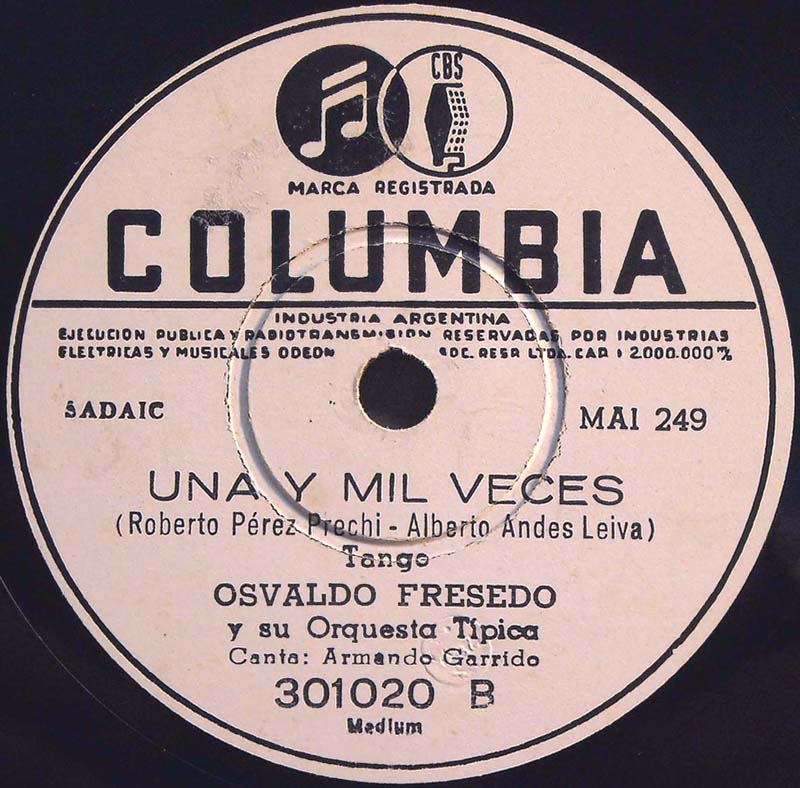 CBS
MARCA REGISTRADA
COLUMBIA
INDUSTRIA ARGENTINA
EJECUCION PUBLICA Y RADIOTRANSMISION RESERVADAS POR INDUSTRIAS
ELECTRICAS Y MUSICALES ODEON SOC. RESP. LTDA. CAP. $ 2.000.000 m/n
SADAIC MAI 249
UNA Y MIL VECES
(Roberto Pérez Prechi - Alberto Andes Leiva)
Tango
OSVALDO FRESEDO
y su Orquesta Típica
Canta: Armando Garrido
301020 B
Medium